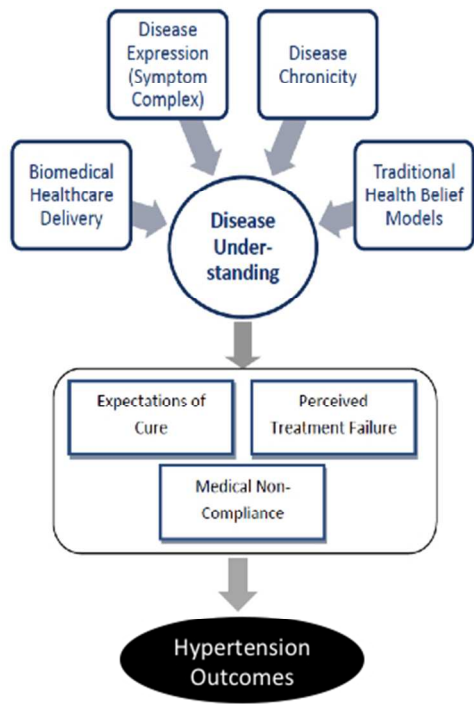 Disease
Expression
(Symptom
Complex)
Disease
Chronicity
Biomedical
Healthcare
Delivery
Traditional
Health Belief
Models
Disease
Under-
standing
Expectations of
Cure
Perceived
Treatment Failure
Medical Non-
Compliance
Hypertension
Outcomes